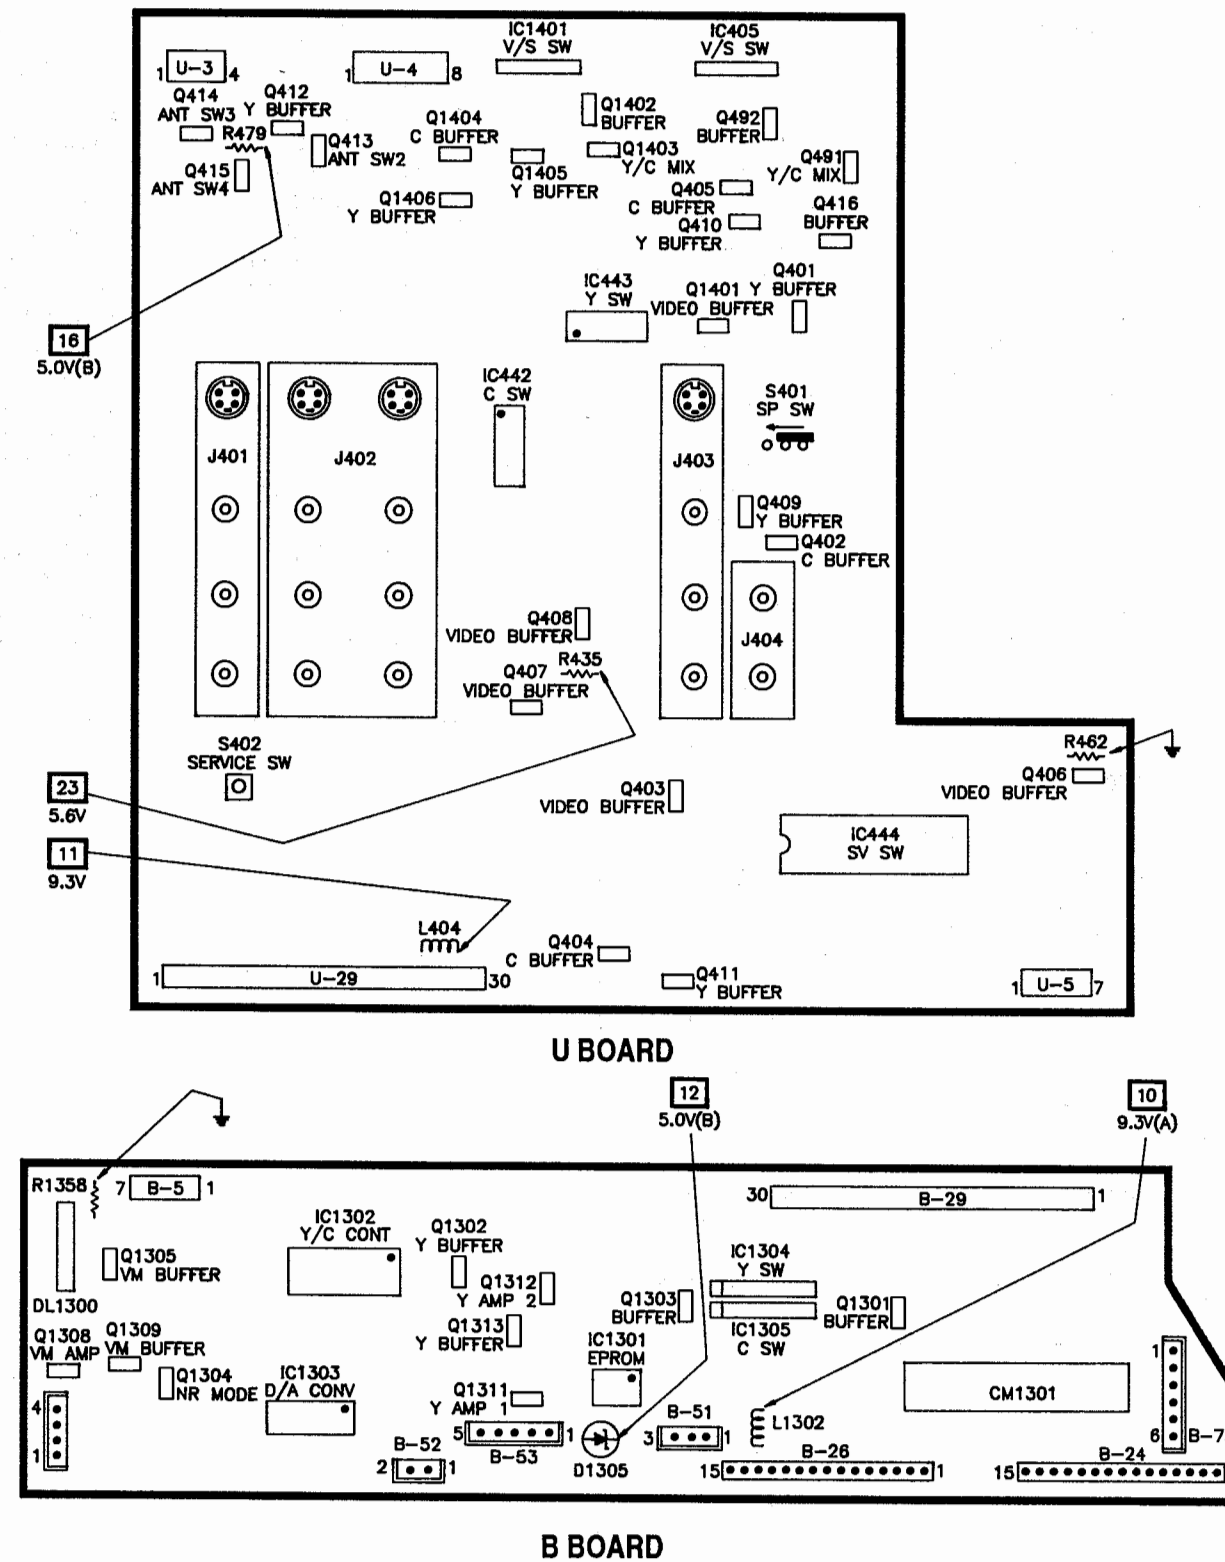 IC1401
V/S SW
IC405
V/S SW
1 U-3 4
1 U-4 8
Q414
ANT SW3
Q412
Y BUFFER
R479
Q413
ANT SW2
Q415
ANT SW4
Q1404
C BUFFER
Q1405
Y BUFFER
Q1406
Y BUFFER
Q1402
BUFFER
Q1403
Y/C MIX
Q492
BUFFER
Q491
Y/C MIX
Q405
C BUFFER
Q410
Y BUFFER
Q416
BUFFER
IC443
Y SW
Q1401
VIDEO BUFFER
Q401
Y BUFFER
16
5.0V(B)
IC442
C SW
S401
SP SW
J401
J402
J403
Q409
Y BUFFER
Q402
C BUFFER
Q408
VIDEO BUFFER
J404
R435
Q407
VIDEO BUFFER
S402
SERVICE SW
R462
Q406
VIDEO BUFFER
23
5.6V
Q403
VIDEO BUFFER
IC444
SV SW
11
9.3V
L404
Q404
C BUFFER
1 U-29 30
Q411
Y BUFFER
1 U-5 7
U BOARD
12
5.0V(B)
10
9.3V(A)
R1358
7 B-5 1
30 B-29 1
IC1302
Y/C CONT
Q1302
Y BUFFER
Q1305
VM BUFFER
IC1304
Y SW
Q1312
Y AMP 2
DL1300
Q1303
BUFFER
Q1301
BUFFER
Q1308
VM AMP
Q1309
VM BUFFER
Q1313
Y BUFFER
IC1305
C SW
IC1301
EPROM
Q1304
NR MODE
IC1303
D/A CONV
Q1311
Y AMP 1
CM1301
1
6 B-7
4
1
5 1
B-53
B-51
3 1
L1302
B-52
2 1
D1305
B-26
15 1
B-24
15
B BOARD